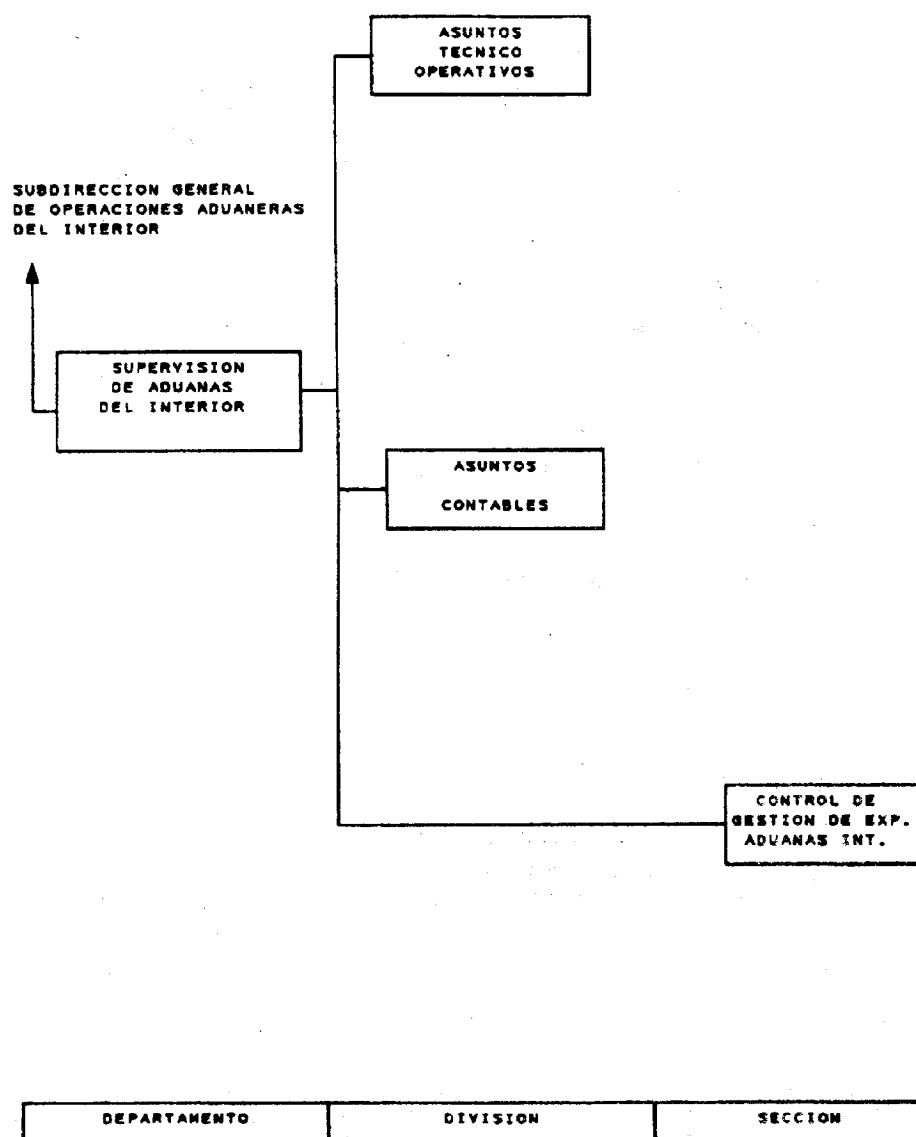 ASUNTOS
TECNICO
OPERATIVOS
SUBDIRECCION GENERAL
DE OPERACIONES ADUANERAS
DEL INTERIOR
SUPERVISION
DE ADUANAS
DEL INTERIOR
ASUNTOS
CONTABLES
CONTROL DE
GESTION DE EXP.
ADUANAS INT.
DEPARTAMENTO DIVISION SECCION